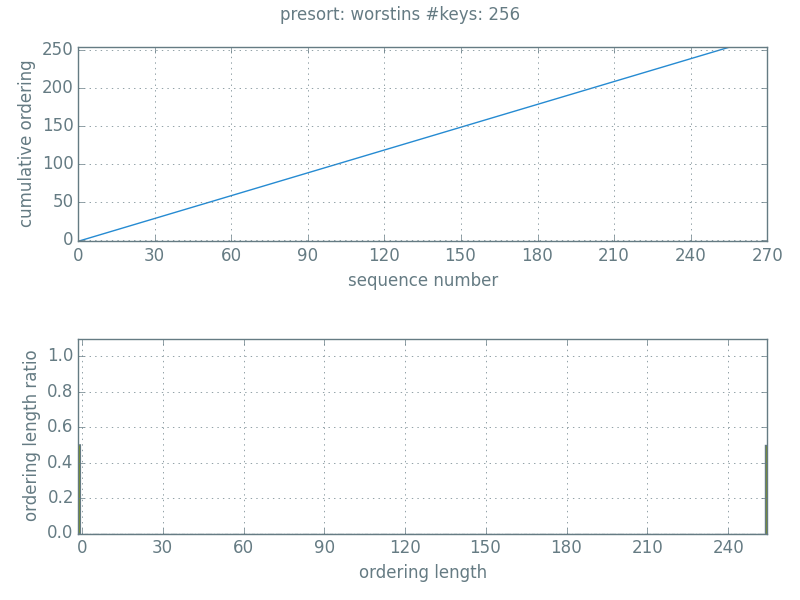 presort: worstins #keys: 256
cumulative ordering
250
200
150
100
50
0
0 30 60 90 120 150 180 210 240 270
sequence number
ordering length ratio
1.0
0.8
0.6
0.4
0.2
0.0
0 30 60 90 120 150 180 210 240
ordering length